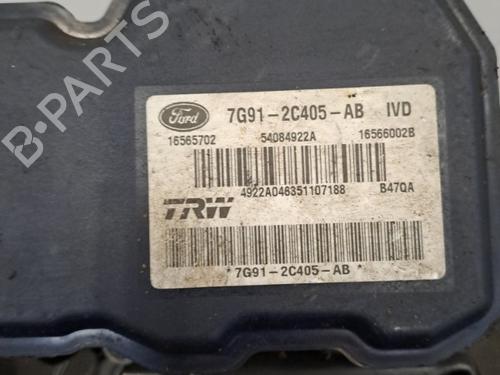 Ford 7G91-2C405-AB IVD
16565702 54084922A 16566002B
4922A046351107188 B47QA
TRW
*7G91-2C405-AB*
B-PARTS